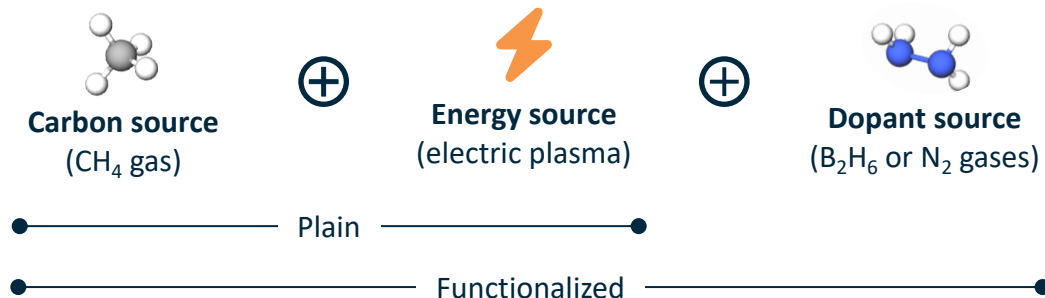 Carbon source
(CH₄ gas)
Energy source
(electric plasma)
Dopant source
(B₂H₆ or N₂ gases)
Plain
Functionalized